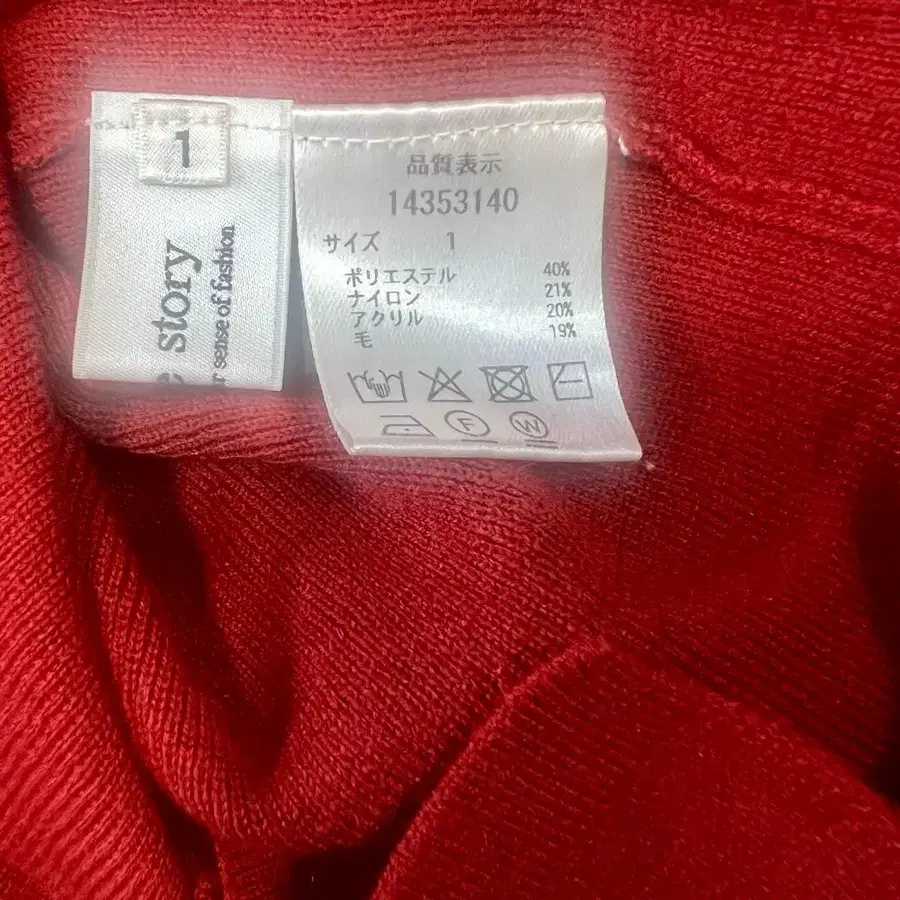 1
story
sense of fashion
品質表示
14353140
サイズ 1
ポリエステル 40%
ナイロン 21%
アクリル 20%
毛 19%
F W